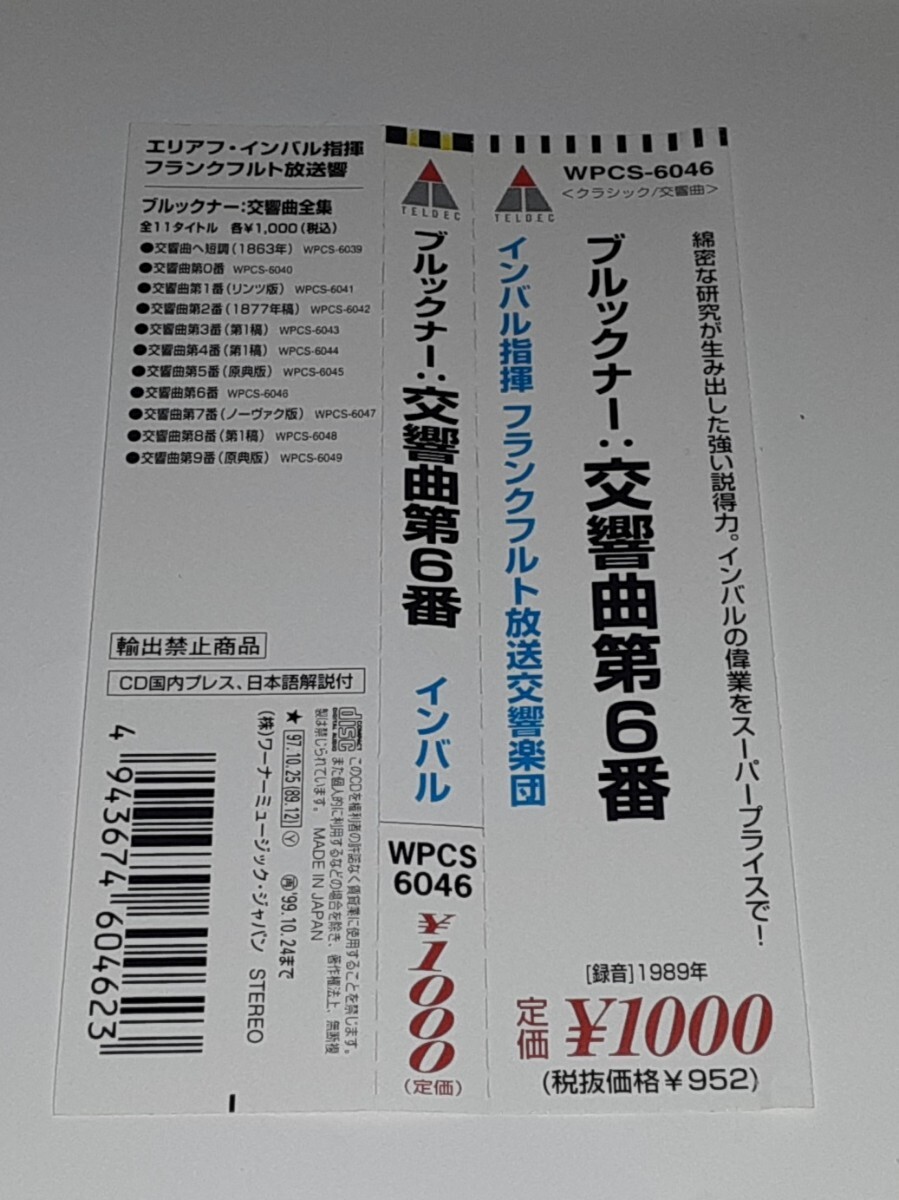 エリアフ・インバル指揮
フランクフルト放送響
ブルックナー:交響曲全集
全11タイトル 各¥1,000(税込)
●交響曲ヘ短調(1863年) WPCS-6039
●交響曲第0番 WPCS-6040
●交響曲第1番(リンツ版) WPCS-6041
●交響曲第2番(1877年稿) WPCS-6042
●交響曲第3番(第1稿) WPCS-6043
●交響曲第4番(第1稿) WPCS-6044
●交響曲第5番(原典版) WPCS-6045
●交響曲第6番 WPCS-6046
●交響曲第7番(ノーヴァク版) WPCS-6047
●交響曲第8番(第1稿) WPCS-6048
●交響曲第9番(原典版) WPCS-6049
輸出禁止商品
CD国内プレス、日本語解説付
COMPACT
disc
DIGITAL AUDIO
このCDを権利者の許諾なく賃貸業に使用することを禁じます。
また個人的に利用するなどの場合を除き、著作権法上、無断複
製は禁じられています。 MADE IN JAPAN
★ 97.10.25(89.12) Ⓨ 再'99.10.24まで
(株)ワーナーミュージック・ジャパン STEREO
4 943674 604623
TELDEC
ブルックナー:交響曲第6番 インバル
WPCS
6046
¥1000
(定価)
TELDEC
WPCS-6046
<クラシック/交響曲>
綿密な研究が生み出した強い説得力。インバルの偉業をスーパープライスで!
ブルックナー:交響曲第6番
インバル指揮 フランクフルト放送交響楽団
[録音]1989年
定価 ¥1000
(税抜価格¥952)